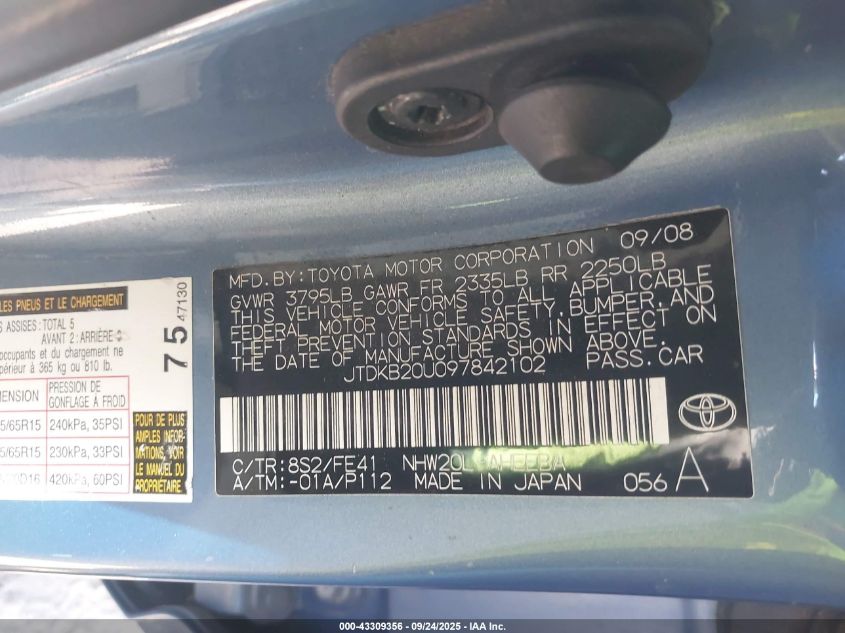 MFD. BY:TOYOTA MOTOR CORPORATION 09/08
GVWR 3795LB GAWR FR 2335LB RR 2250LB
THIS VEHICLE CONFORMS TO ALL APPLICABLE
FEDERAL MOTOR VEHICLE SAFETY, BUMPER, AND
THEFT PREVENTION STANDARDS IN EFFECT ON
THE DATE OF MANUFACTURE SHOWN ABOVE.
JTDKB20U097842102 PASS.CAR
C/TR:8S2/FE41 NHW20L
A/TM:-01A/P112 MADE IN JAPAN 056 A
LES PNEUS ET LE CHARGEMENT
ASSISES:TOTAL 5
AVANT 2:ARRIÈRE 3
occupants et du chargement ne
365 kg ou 810 lb.
75 47130
PRESSION DE
GONFLAGE À FROID
5/65R15 240kPa, 35PSI
5/65R15 230kPa, 33PSI
D16 420kPa, 60PSI
POUR DE PLUS
AMPLES INFOR-
MATIONS, VOIR
LE MANUEL DU
PROPRIÉTAIRE
000-43309356 - 09/24/2025 - IAA Inc.